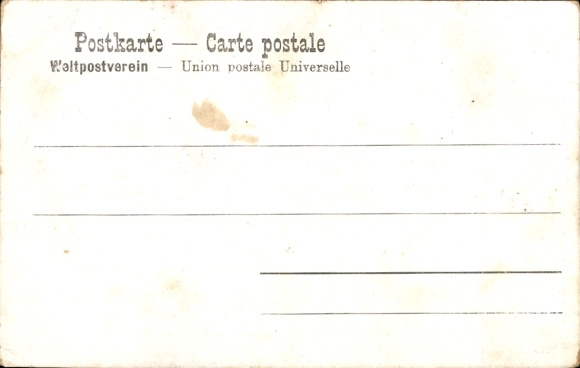 Postkarte — Carte postale
Weltpostverein — Union postale Universelle